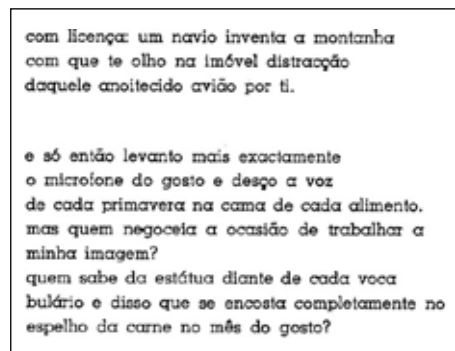 com licença: um navio inventa a montanha
com que te olho na imóvel distracção
daquele anoitecido avião por ti.
e só então levanto mais exactamente
o microfone do gosto e desço a voz
de cada primavera na cama de cada alimento.
mas quem negoceia a ocasião de trabalhar a
minha imagem?
quem sabe da estátua diante de cada voca
bulário e disso que se encosta completamente no
espelho da carne no mês do gosto?